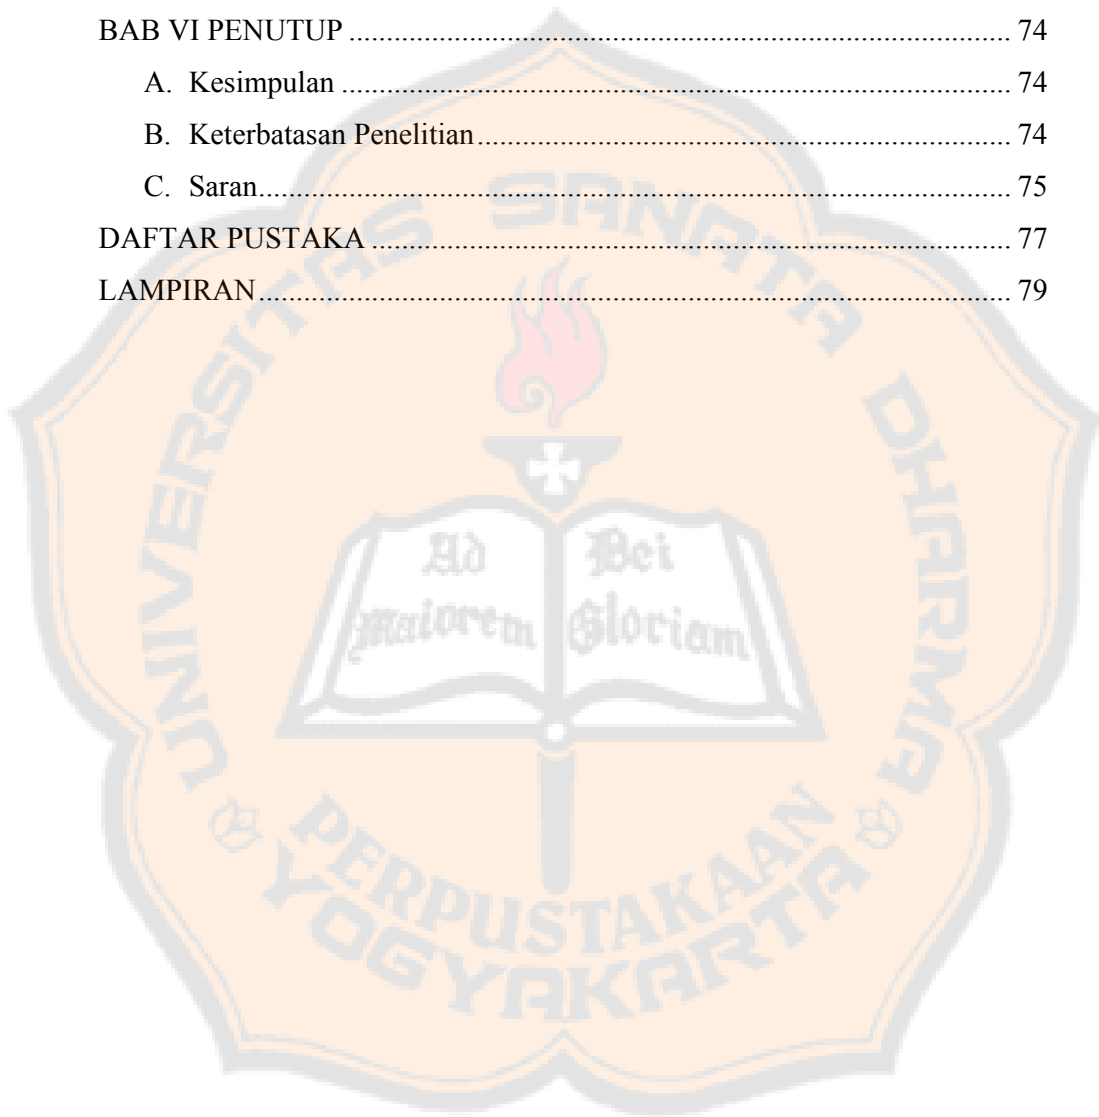 BAB VI PENUTUP ........................................................................................ 74
A. Kesimpulan ......................................................................................... 74
B. Keterbatasan Penelitian ....................................................................... 74
C. Saran .................................................................................................... 75
DAFTAR PUSTAKA ..................................................................................... 77
LAMPIRAN .................................................................................................... 79
UNIVERSITAS SANATA DHARMA
Ad Dei
Maiorem Gloriam
PERPUSTAKAAN
YOGYAKARTA